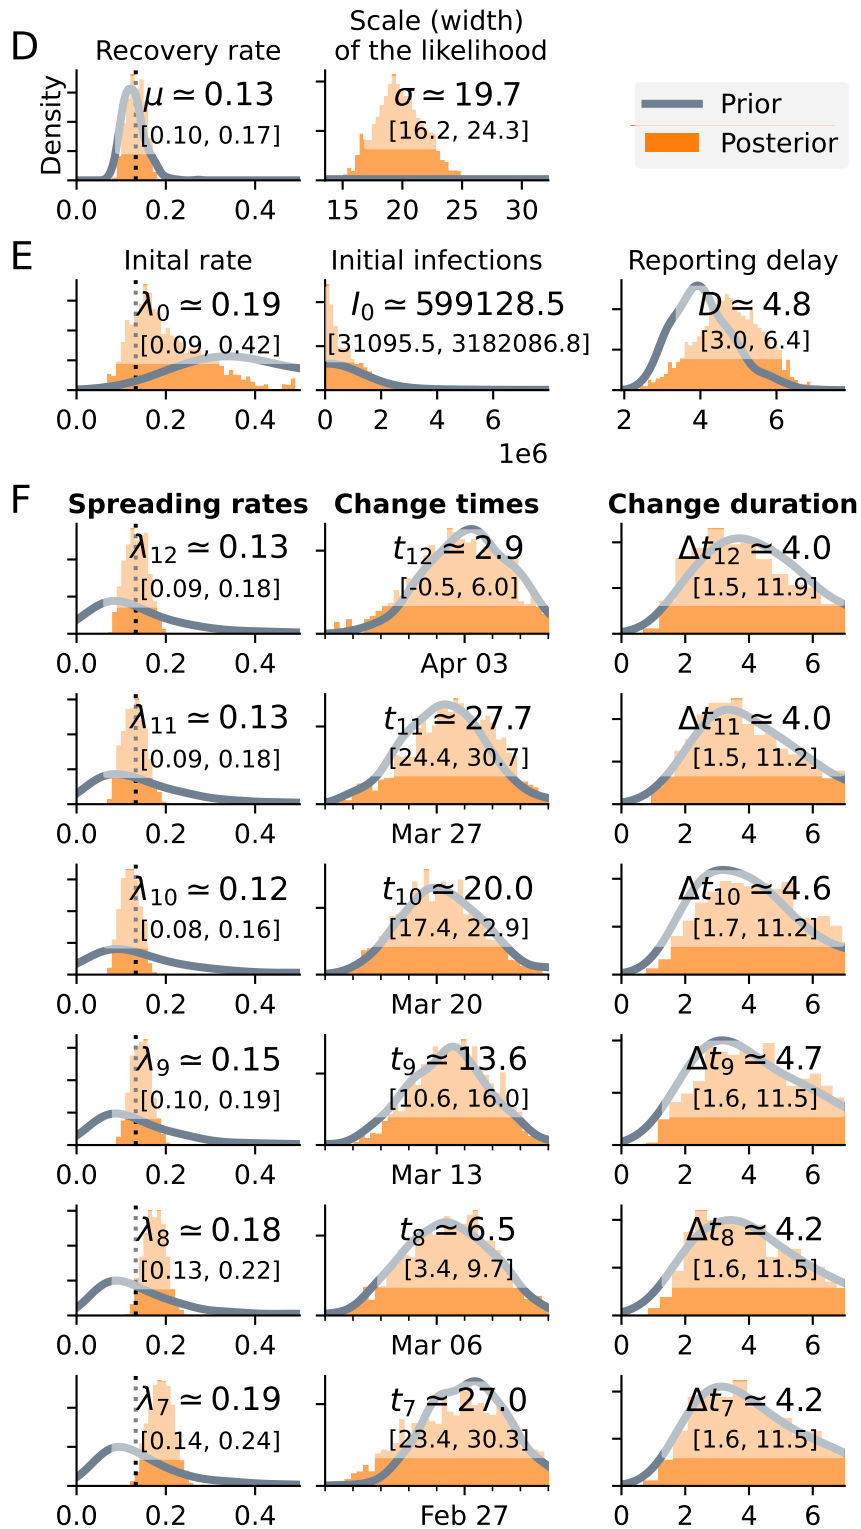 D
Recovery rate
Density
μ ≃ 0.13
[0.10, 0.17]
0.0 0.2 0.4
Scale (width)
of the likelihood
σ ≃ 19.7
[16.2, 24.3]
15 20 25 30
Prior
Posterior
E
Inital rate
λ0 ≃ 0.19
[0.09, 0.42]
0.0 0.2 0.4
Initial infections
I0 ≃ 599128.5
[31095.5, 3182086.8]
0 2 4 6
1e6
Reporting delay
D ≃ 4.8
[3.0, 6.4]
2 4 6
F
Spreading rates
Change times
Change duration
λ12 ≃ 0.13
[0.09, 0.18]
0.0 0.2 0.4
t12 ≃ 2.9
[-0.5, 6.0]
Apr 03
Δt12 ≃ 4.0
[1.5, 11.9]
0 2 4 6
λ11 ≃ 0.13
[0.09, 0.18]
0.0 0.2 0.4
t11 ≃ 27.7
[24.4, 30.7]
Mar 27
Δt11 ≃ 4.0
[1.5, 11.2]
0 2 4 6
λ10 ≃ 0.12
[0.08, 0.16]
0.0 0.2 0.4
t10 ≃ 20.0
[17.4, 22.9]
Mar 20
Δt10 ≃ 4.6
[1.7, 11.2]
0 2 4 6
λ9 ≃ 0.15
[0.10, 0.19]
0.0 0.2 0.4
t9 ≃ 13.6
[10.6, 16.0]
Mar 13
Δt9 ≃ 4.7
[1.6, 11.5]
0 2 4 6
λ8 ≃ 0.18
[0.13, 0.22]
0.0 0.2 0.4
t8 ≃ 6.5
[3.4, 9.7]
Mar 06
Δt8 ≃ 4.2
[1.6, 11.5]
0 2 4 6
λ7 ≃ 0.19
[0.14, 0.24]
0.0 0.2 0.4
t7 ≃ 27.0
[23.4, 30.3]
Feb 27
Δt7 ≃ 4.2
[1.6, 11.5]
0 2 4 6